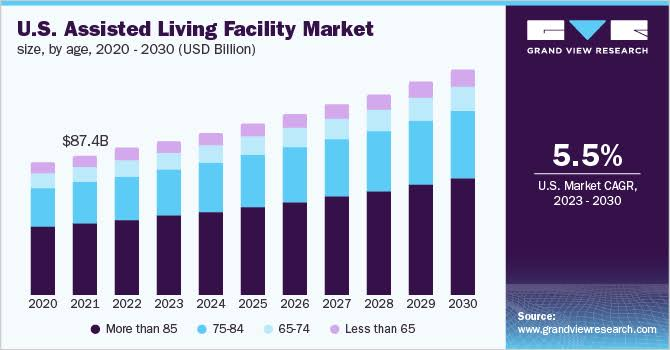 U.S. Assisted Living Facility Market
size, by age, 2020 - 2030 (USD Billion)
$87.4B
2020 2021 2022 2023 2024 2025 2026 2027 2028 2029 2030
More than 85 75-84 65-74 Less than 65
GRAND VIEW RESEARCH
5.5%
U.S. Market CAGR,
2023 - 2030
Source:
www.grandviewresearch.com